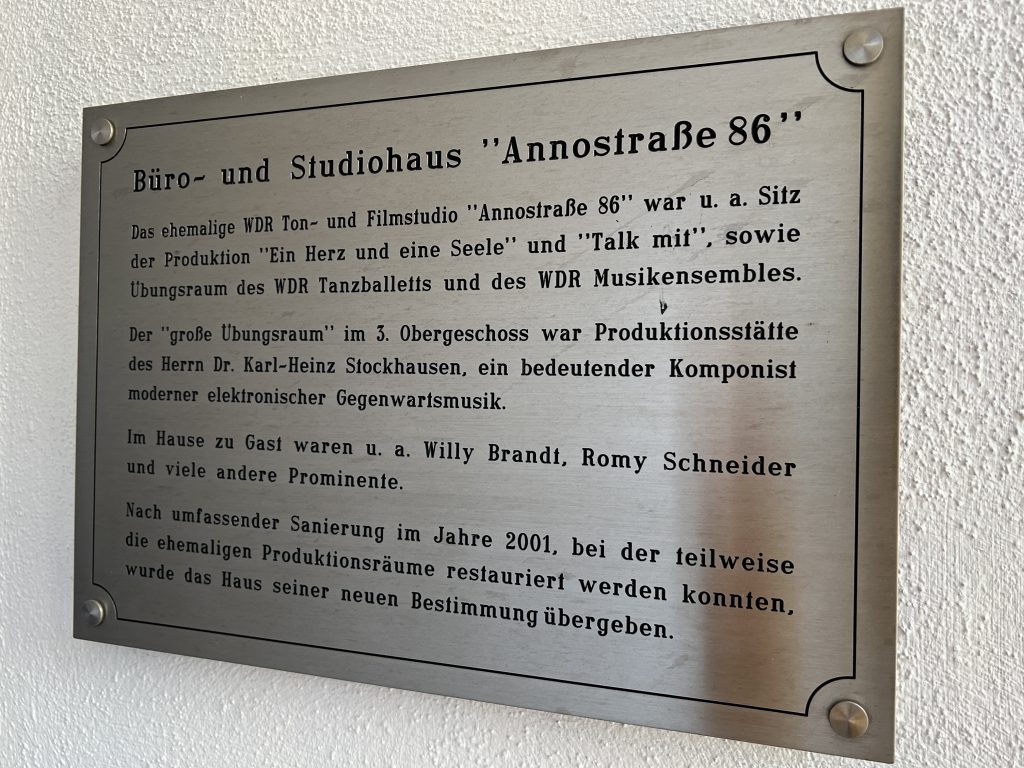 Büro- und Studiohaus "Annostraße 86"
Das ehemalige WDR Ton- und Filmstudio "Annostraße 86" war u. a. Sitz
der Produktion "Ein Herz und eine Seele" und "Talk mit", sowie
Übungsraum des WDR Tanzballetts und des WDR Musikensembles.
Der "große Übungsraum" im 3. Obergeschoss war Produktionsstätte
des Herrn Dr. Karl-Heinz Stockhausen, ein bedeutender Komponist
moderner elektronischer Gegenwartsmusik.
Im Hause zu Gast waren u. a. Willy Brandt, Romy Schneider
und viele andere Prominente.
Nach umfassender Sanierung im Jahre 2001, bei der teilweise
die ehemaligen Produktionsräume restauriert werden konnten,
wurde das Haus seiner neuen Bestimmung übergeben.